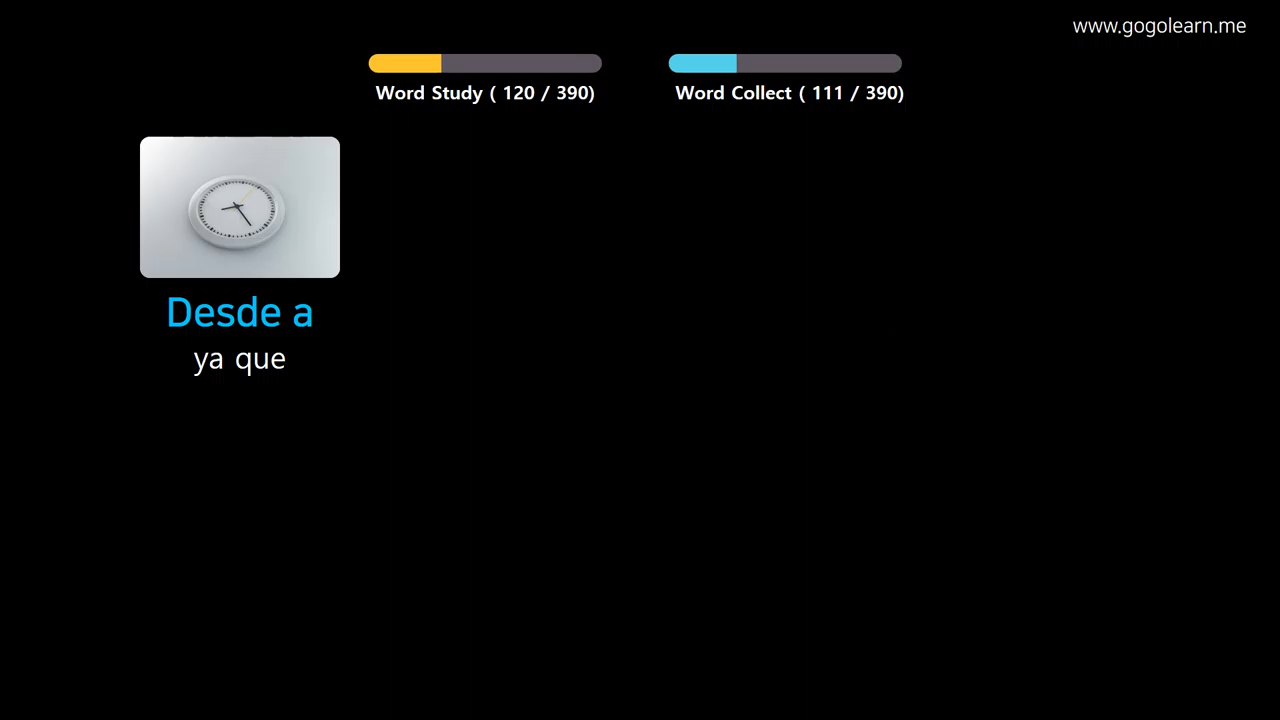 www.gogolearn.me
Word Study ( 120 / 390)
Word Collect ( 111 / 390)
Desde a
ya que